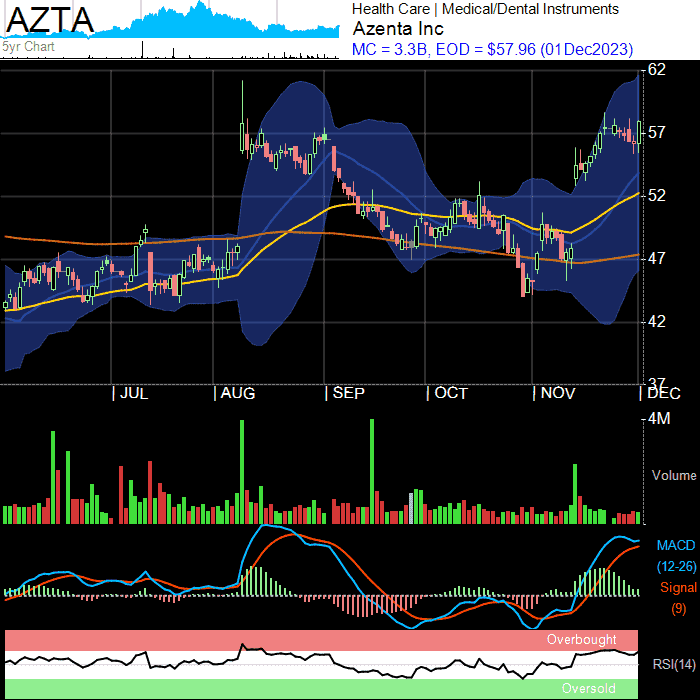 AZTA
5yr Chart
Health Care | Medical/Dental Instruments
Azenta Inc
MC = 3.3B, EOD = $57.96 (01Dec2023)
62
57
52
47
42
37
JUL AUG SEP OCT NOV DEC
4M
Volume
MACD
(12-26)
Signal
(9)
Overbought
RSI(14)
Oversold